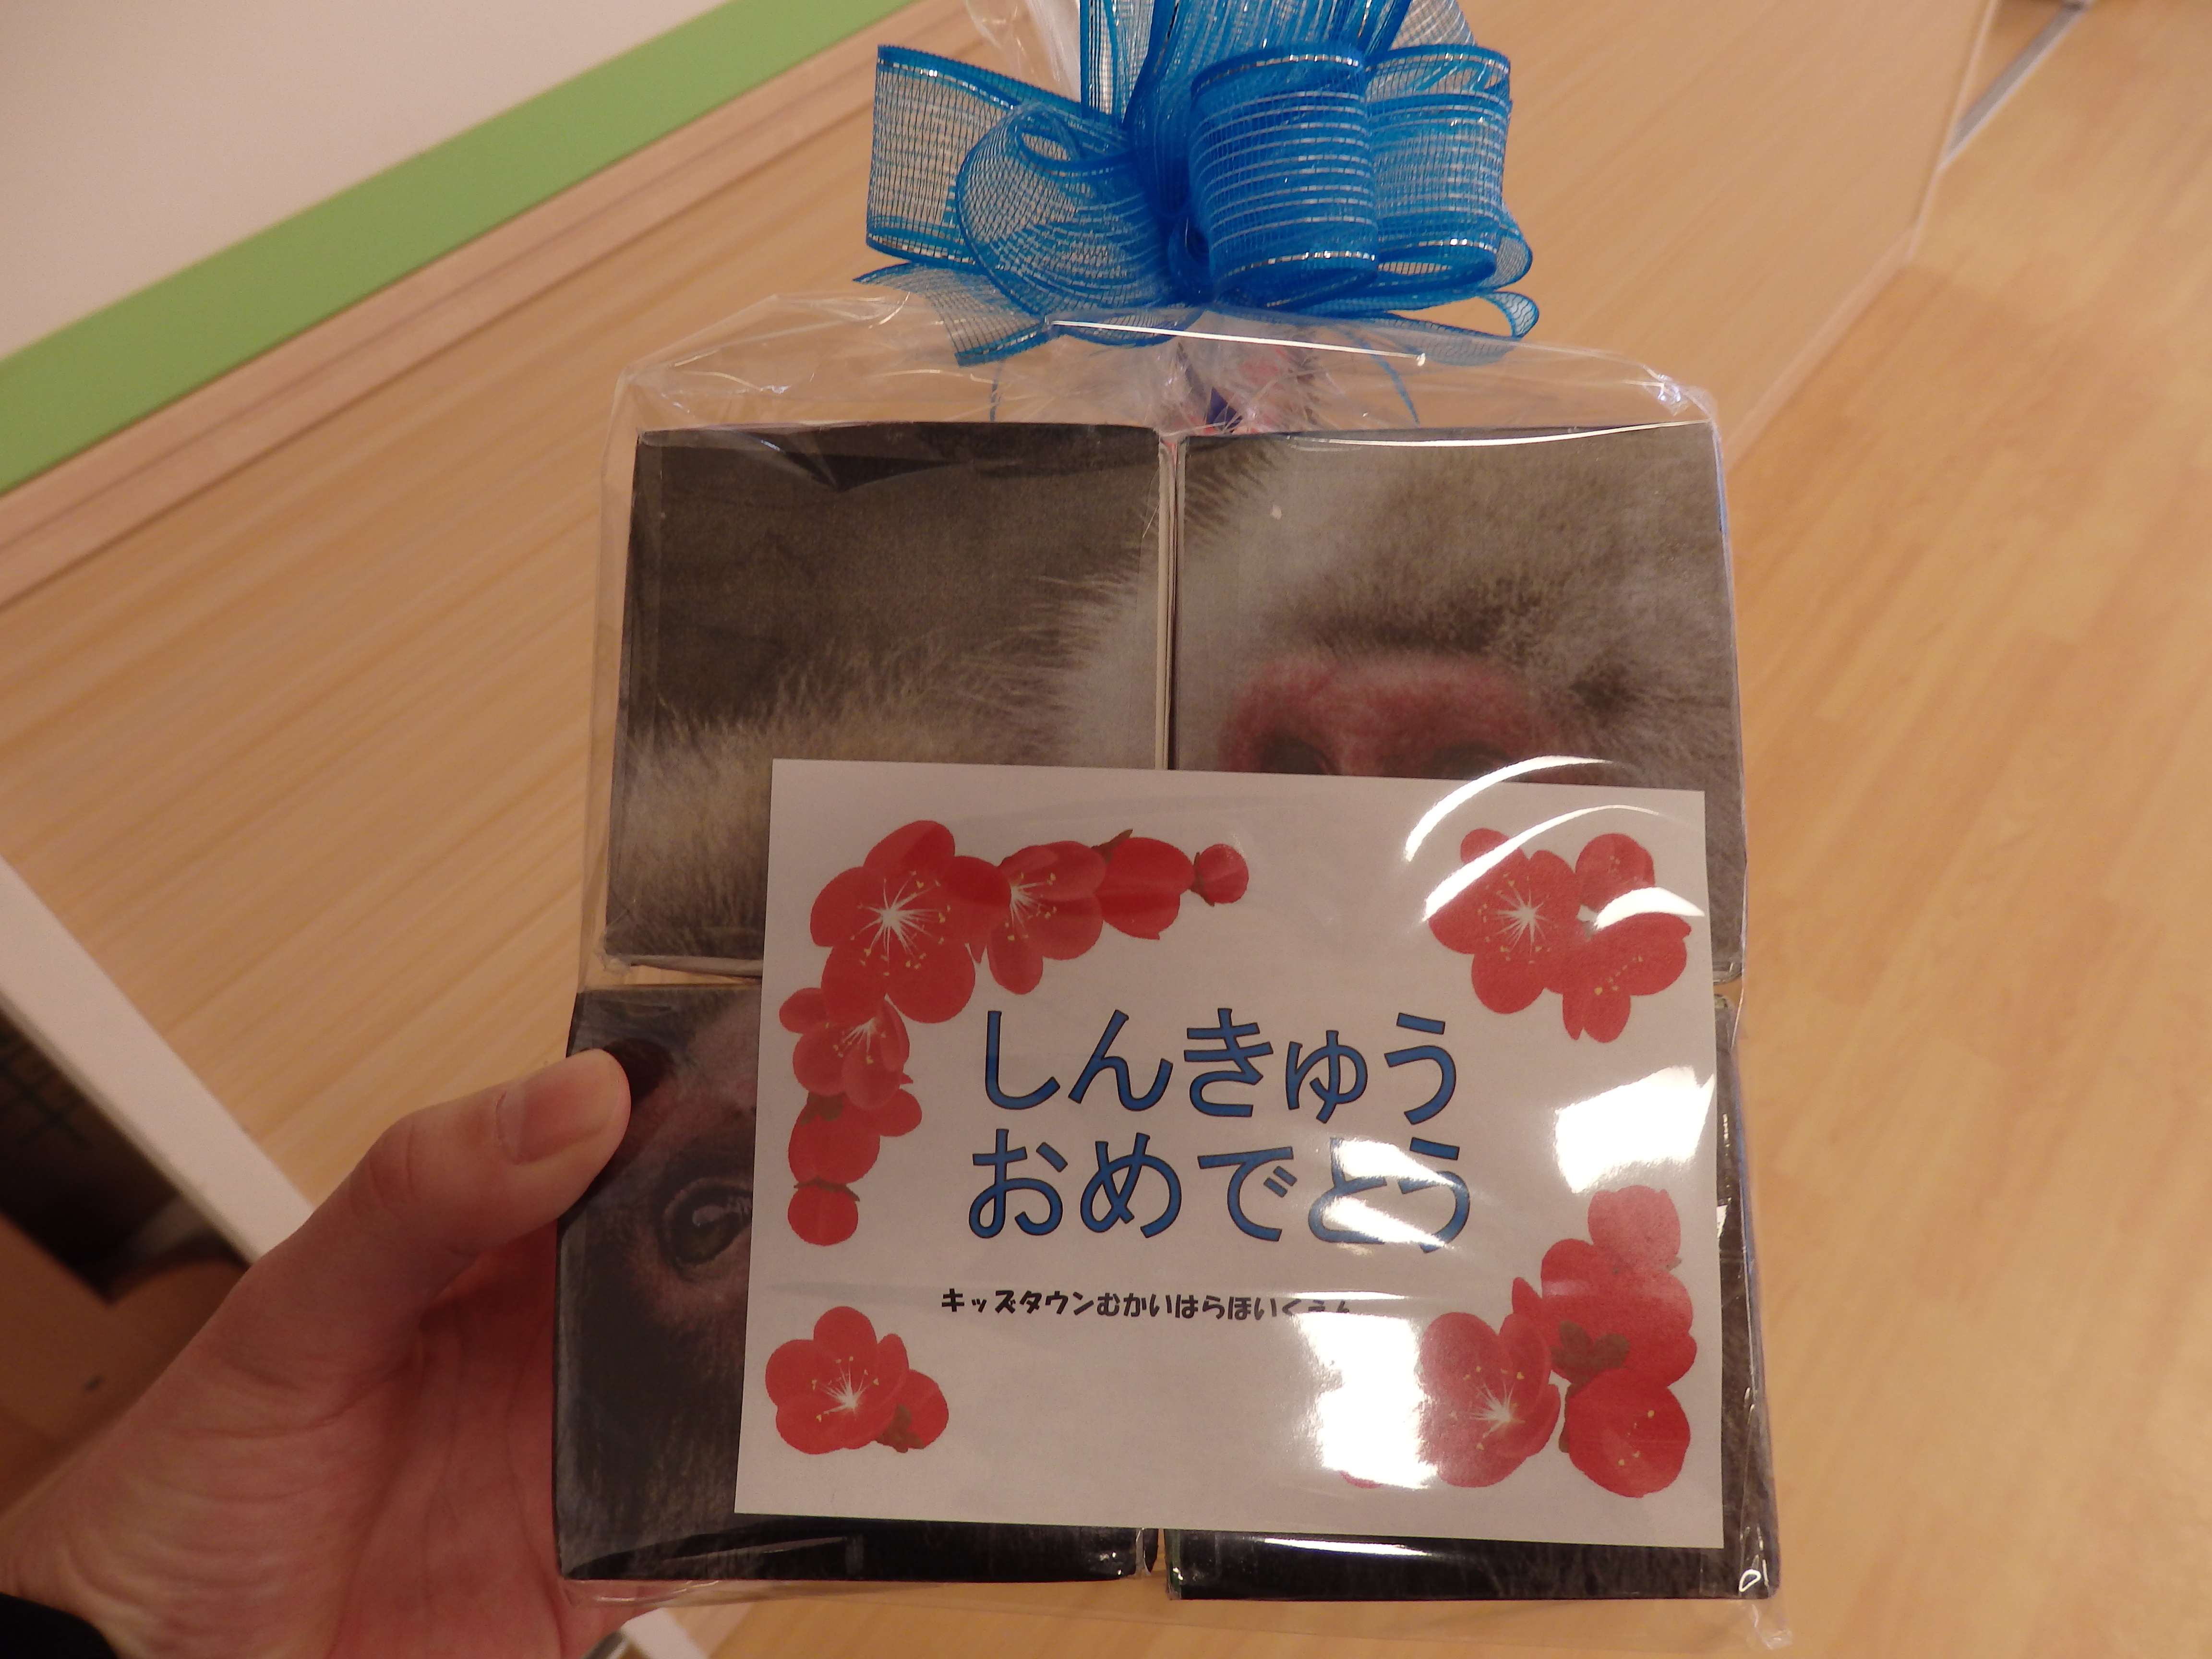 しんきゅう
おめでとう
キッズタウンむかいはらほいくえん